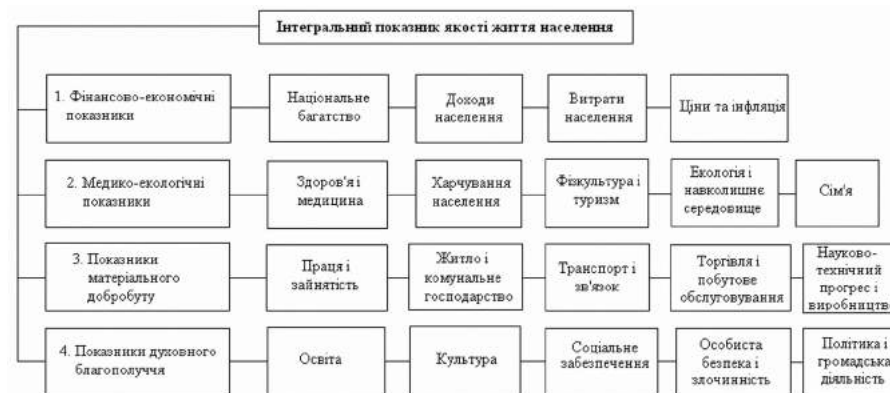 Інтегральний показник якості життя населення
1. Фінансово-економічні
показники
Національне
багатство
Доходи
населення
Витрати
населення
Ціни та інфляція
2. Медико-екологічні
показники
Здоров'я і
медицина
Харчування
населення
Фізкультура і
туризм
Екологія і
навколишнє
середовище
Сім'я
3. Показники
матеріального
добробуту
Праця і
зайнятість
Житло і
комунальне
господарство
Транспорт і
зв'язок
Торгівля і
побутове
обслуговування
Науково-
технічний
прогрес і
виробництво
4. Показники духовного
благополуччя
Освіта
Культура
Соціальне
забезпечення
Особиста
безпека і
злочинність
Політика і
громадська
діяльність